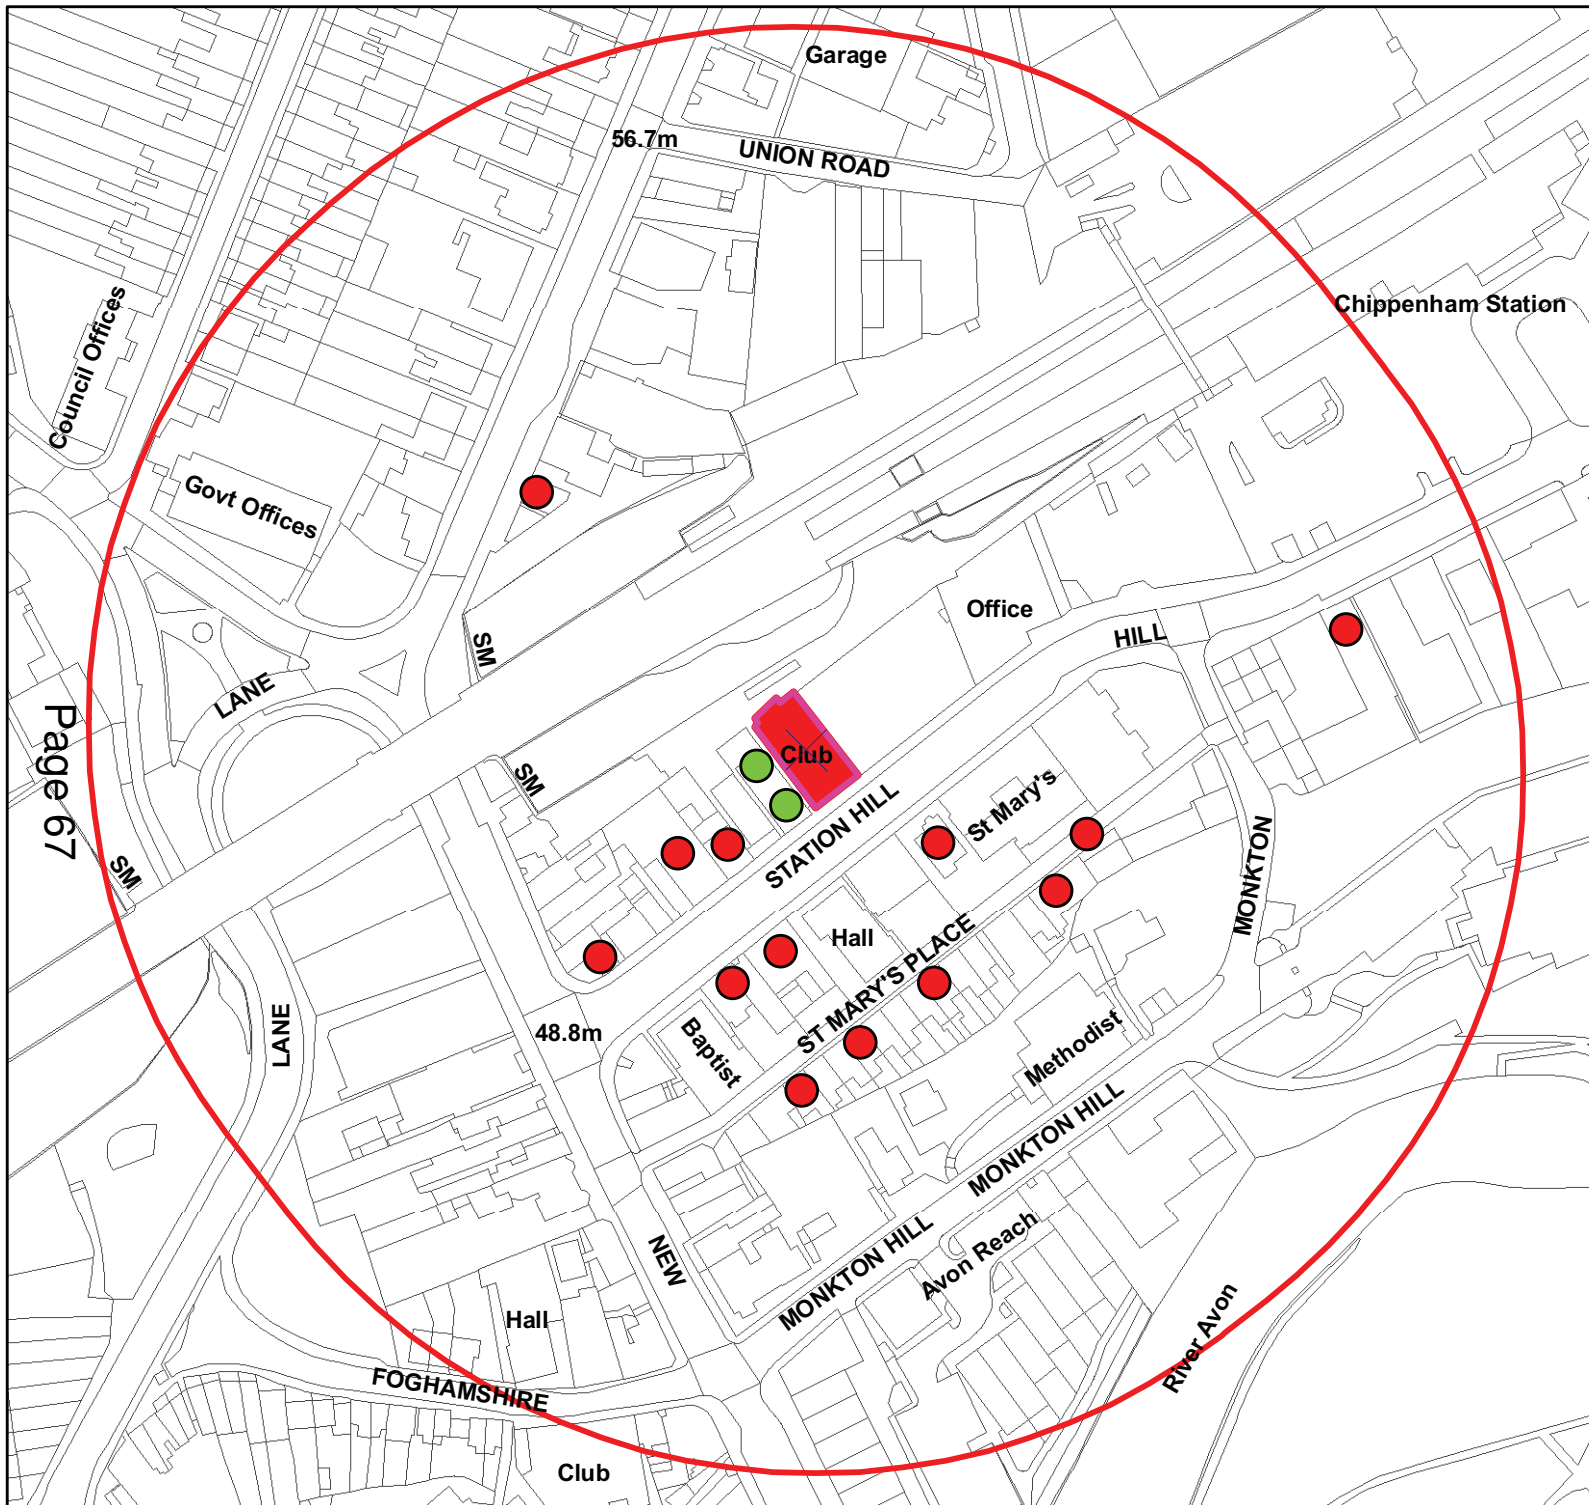 Garage
56.7m
UNION ROAD
Chippenham Station
Council Offices
Govt Offices
Office
HILL
SM
LANE
Page 67
SM
Club
STATION HILL
St Mary's
SM
MONKTON
Hall
ST MARY'S PLACE
LANE
48.8m
Baptist
Methodist
MONKTON HILL
NEW
MONKTON HILL
Avon Reach
River Avon
Hall
FOGHAMSHIRE
Club